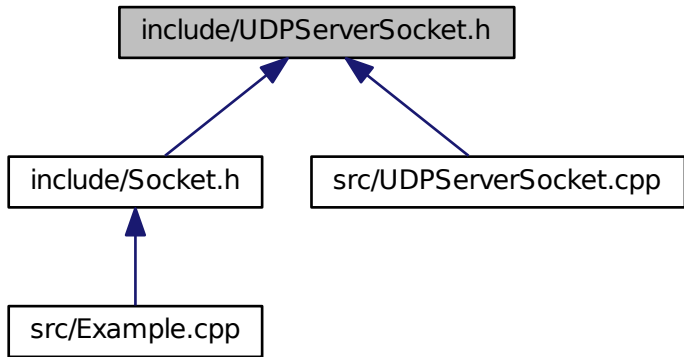 include/UDPServerSocket.h
include/Socket.h
src/UDPServerSocket.cpp
src/Example.cpp